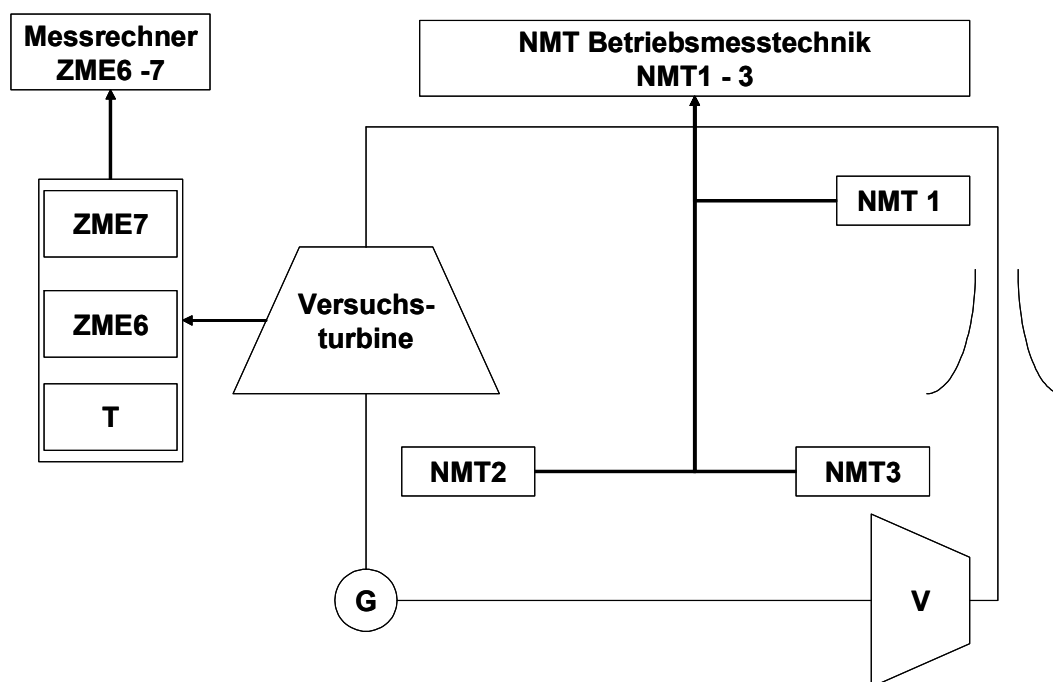 Messrechner
ZME6 -7
NMT Betriebsmesstechnik
NMT1 - 3
ZME7
NMT 1
ZME6
Versuchs-
turbine
T
NMT2
NMT3
G
V